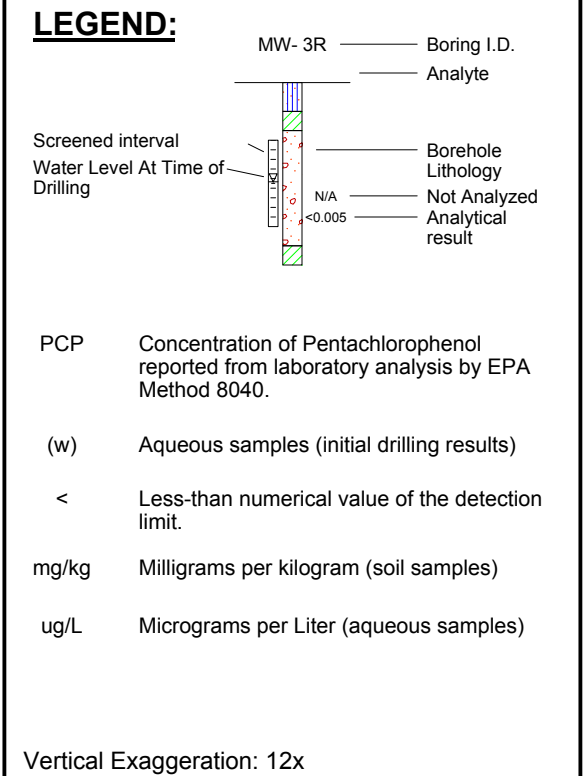 LEGEND:
MW- 3R
Boring I.D.
Analyte
Screened interval
Water Level At Time of
Drilling
Borehole
Lithology
N/A
Not Analyzed
<0.005
Analytical
result
PCP
Concentration of Pentachlorophenol
reported from laboratory analysis by EPA
Method 8040.
(w)
Aqueous samples (initial drilling results)
<
Less-than numerical value of the detection
limit.
mg/kg
Milligrams per kilogram (soil samples)
ug/L
Micrograms per Liter (aqueous samples)
Vertical Exaggeration: 12x